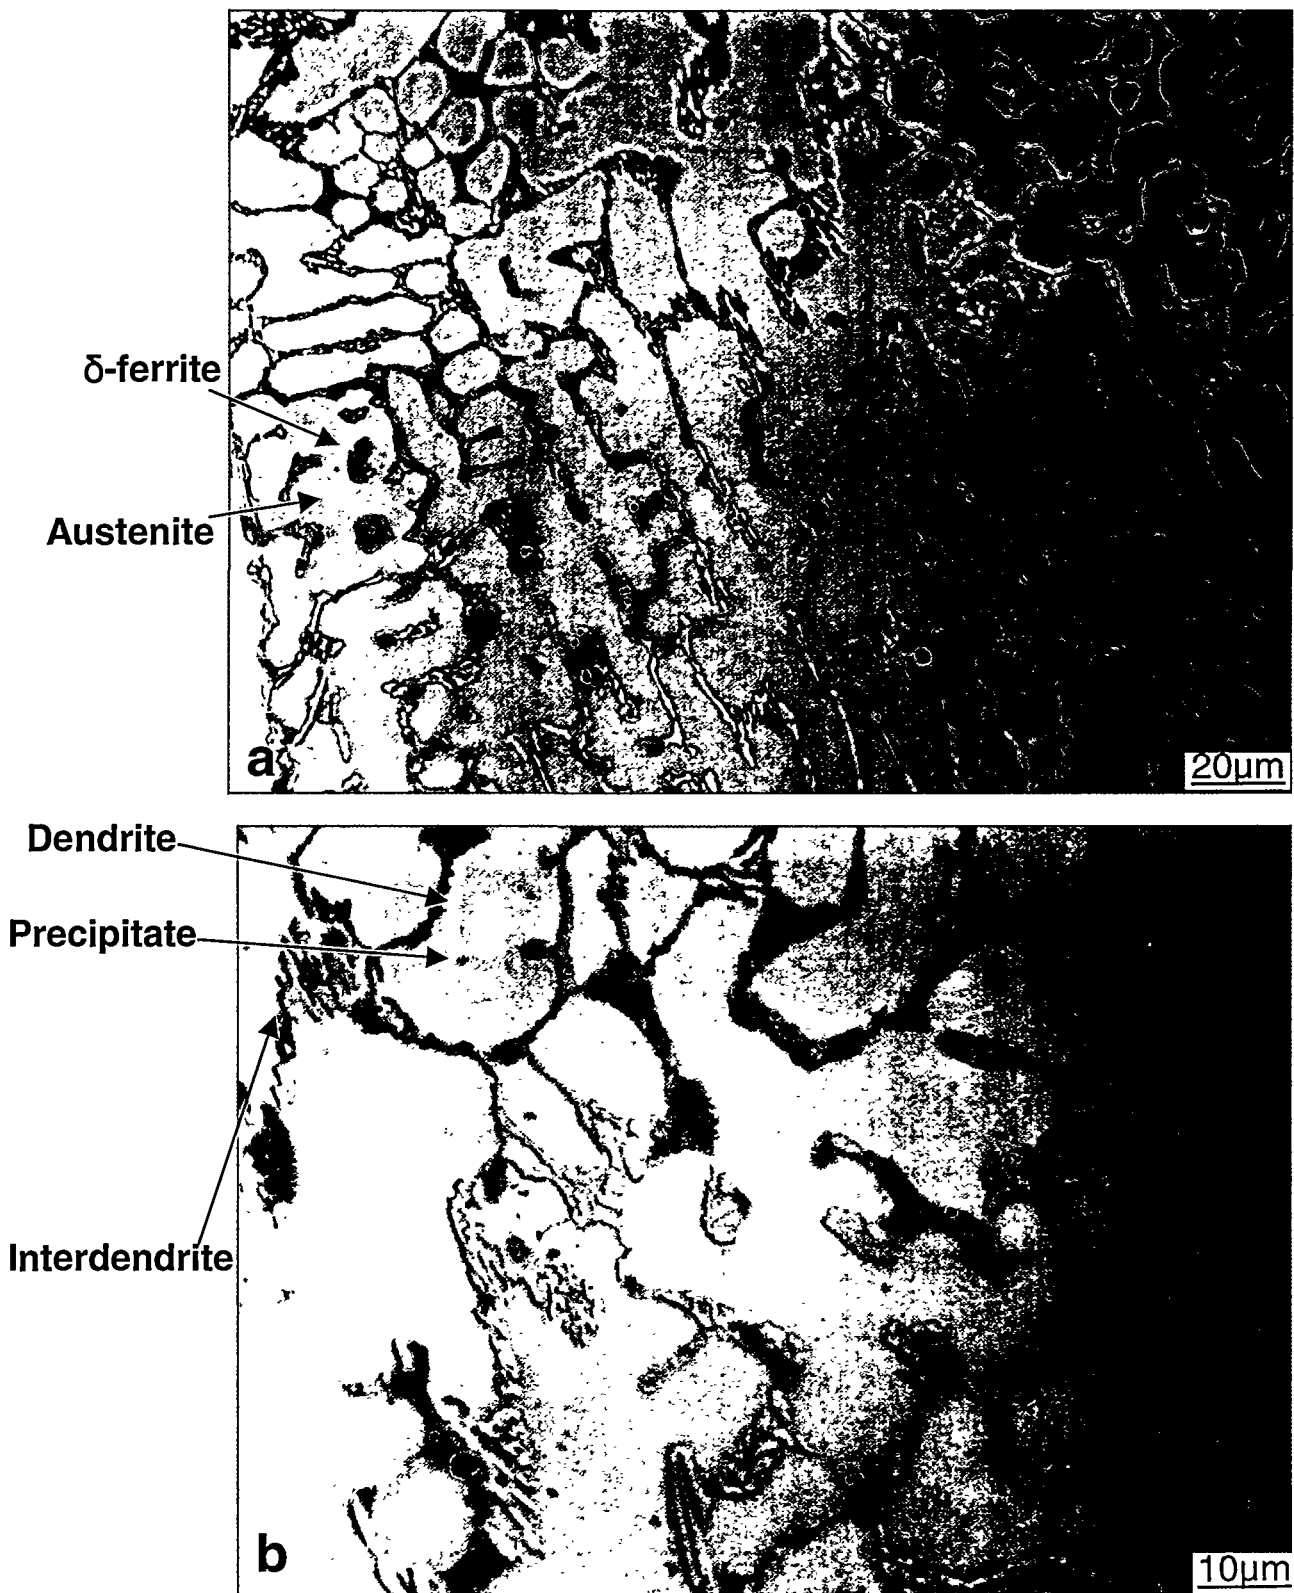 δ-ferrite
Austenite
a
20µm
Dendrite
Precipitate
Interdendrite
b
10µm